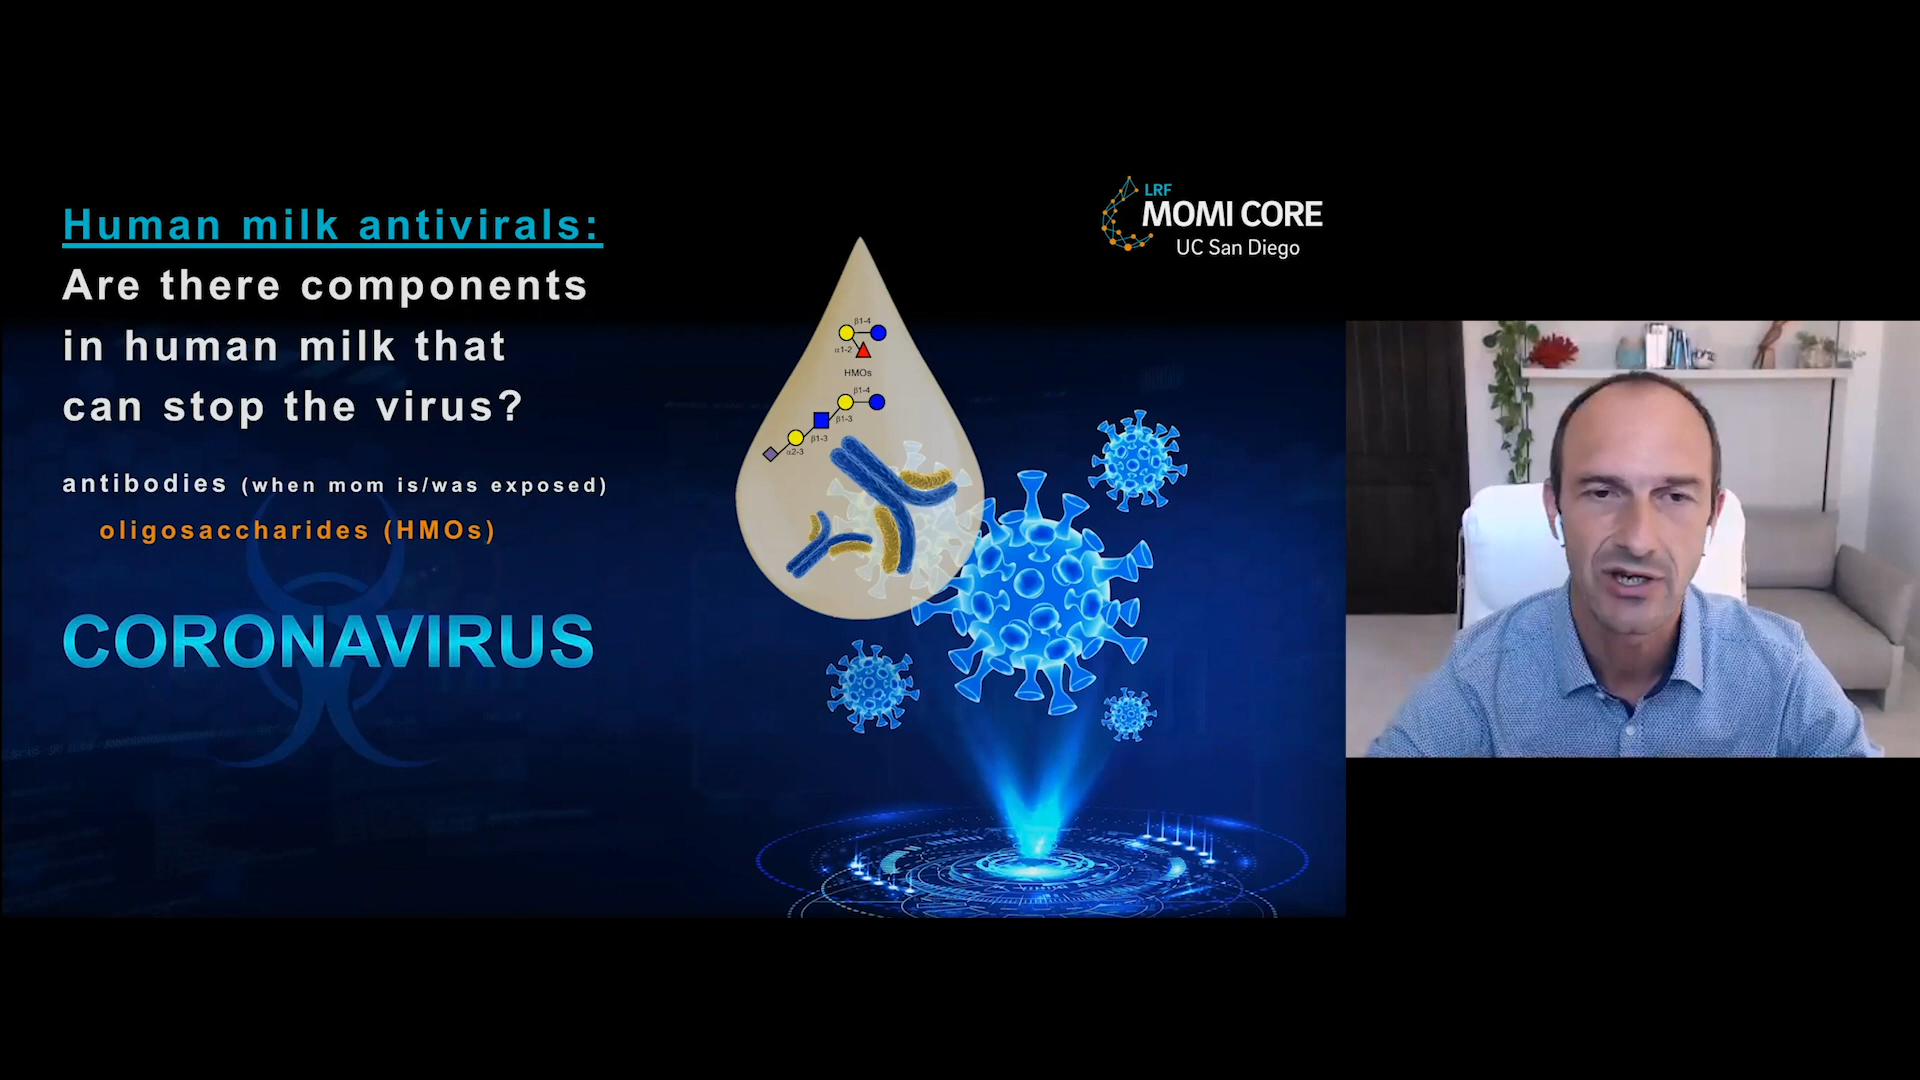 LRF
MOMI CORE
UC San Diego
Human milk antivirals:
Are there components
in human milk that
can stop the virus?
antibodies (when mom is/was exposed)
oligosaccharides (HMOs)
CORONAVIRUS
β1-4
α1-2
HMOs
β1-4
β1-3
β1-3
α2-3